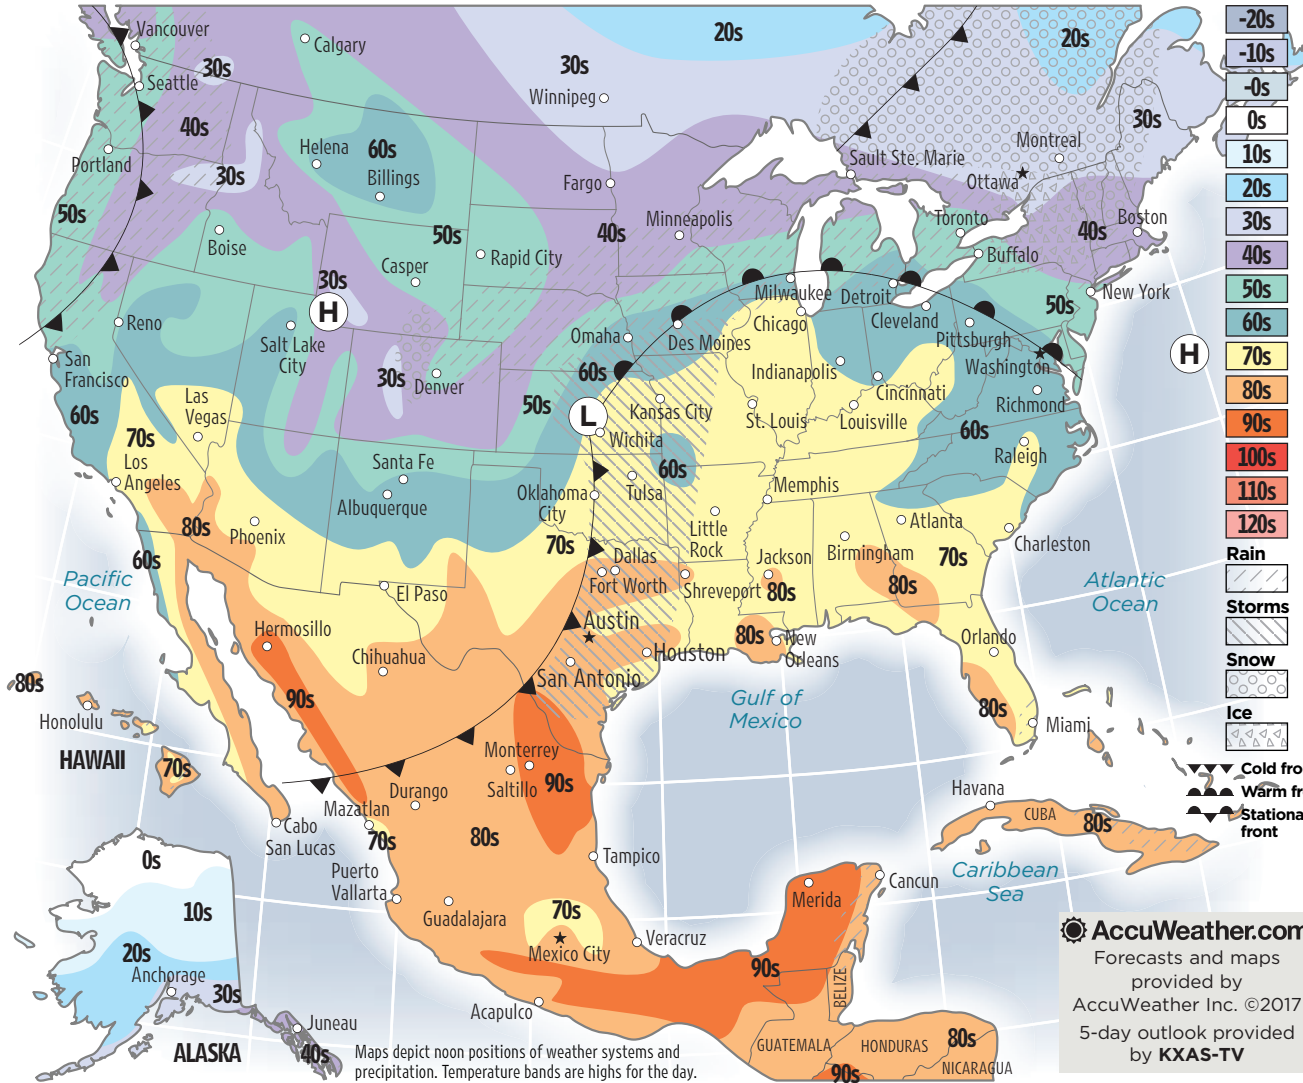 Vancouver
Calgary
20s
20s
-20s
-10s
-0s
0s
10s
20s
30s
40s
50s
60s
70s
80s
90s
100s
110s
120s
Rain
Storms
Snow
Ice
Cold fro
Warm fr
Stationa
front
30s
30s
Winnipeg
Seattle
40s
30s
Montreal
Helena
60s
Portland
Sault Ste. Marie
30s
Billings
Fargo
Ottawa
50s
Minneapolis
Toronto
Boston
Boise
50s
40s
40s
Casper
Rapid City
Buffalo
30s
H
Milwaukee
Detroit
New York
50s
Reno
Salt Lake
City
Omaha
Des Moines
Chicago
Cleveland
Pittsburgh
H
San
Francisco
30s
Denver
60s
Indianapolis
Washington
Las
Vegas
50s
L
Kansas City
Cincinnati
St. Louis
Louisville
Richmond
60s
70s
Wichita
60s
Los
Angeles
Santa Fe
60s
Raleigh
Albuquerque
Oklahoma
City
Tulsa
Memphis
80s
Phoenix
Little
Rock
Atlanta
Charleston
60s
70s
Dallas
Jackson
Birmingham
70s
Pacific
Ocean
El Paso
Fort Worth
Shreveport
80s
80s
Atlantic
Ocean
Hermosillo
Austin
80s
New
Orleans
Orlando
Chihuahua
Houston
San Antonio
80s
Honolulu
90s
Gulf of
Mexico
80s
Miami
HAWAII
70s
Monterrey
Saltillo
90s
Durango
Havana
Mazatlan
70s
80s
CUBA
80s
Cabo
San Lucas
Tampico
0s
Puerto
Vallarta
Caribbean
Sea
Cancun
Merida
10s
Guadalajara
70s
Mexico City
Veracruz
20s
Anchorage
30s
90s
BELIZE
Acapulco
Juneau
ALASKA
40s
GUATEMALA
HONDURAS
80s
NICARAGUA
90s
Maps depict noon positions of weather systems and
precipitation. Temperature bands are highs for the day.
AccuWeather.com
Forecasts and maps
provided by
AccuWeather Inc. ©2017
5-day outlook provided
by KXAS-TV